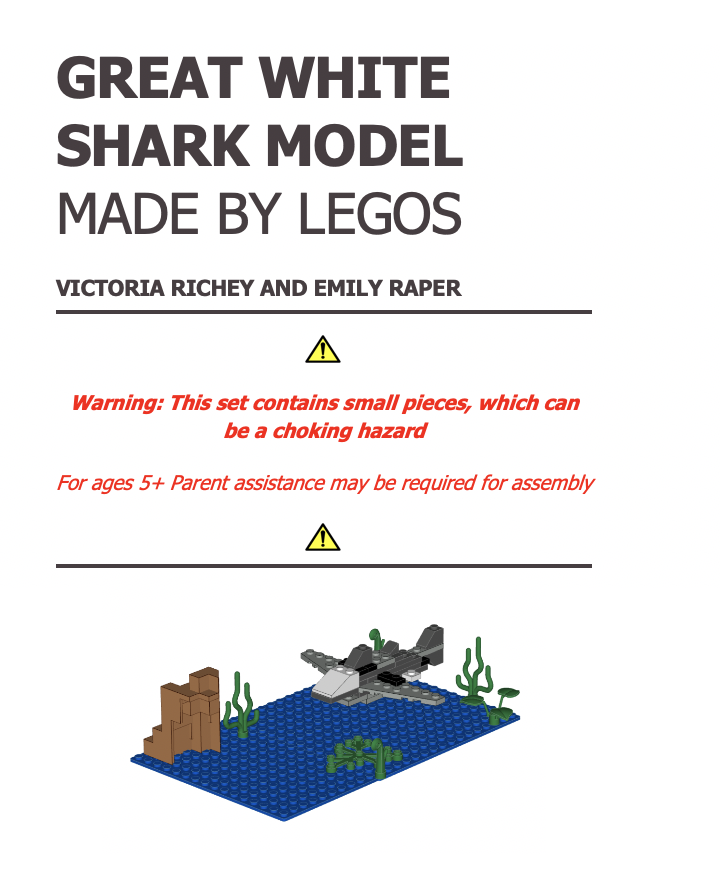 GREAT WHITE
SHARK MODEL
MADE BY LEGOS
VICTORIA RICHEY AND EMILY RAPER
Warning: This set contains small pieces, which can
be a choking hazard
For ages 5+ Parent assistance may be required for assembly